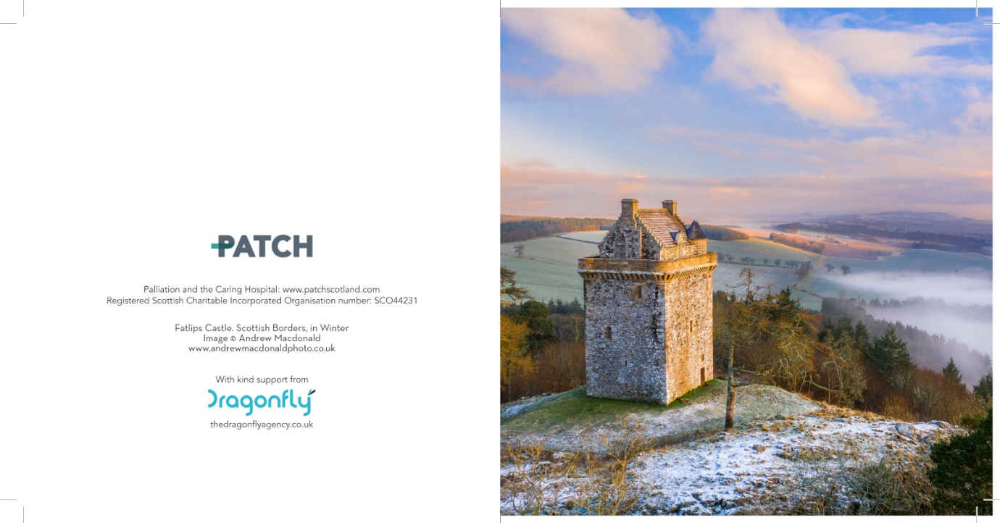 PATCH
Palliation and the Caring Hospital: www.patchscotland.com
Registered Scottish Charitable Incorporated Organisation number: SCO44231
Fatlips Castle. Scottish Borders, in Winter
Image © Andrew Macdonald
www.andrewmacdonaldphoto.co.uk
With kind support from
Dragonfly
thedragonflyagency.co.uk